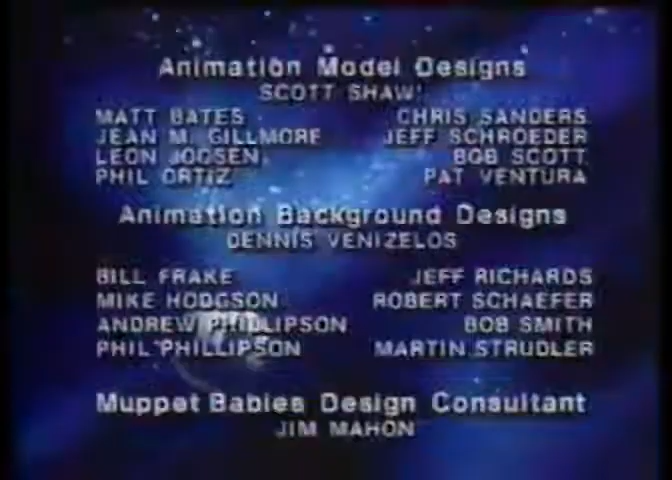 Animation Model Designs
SCOTT SHAW!
MATT BATES CHRIS SANDERS
JEAN M. GILLMORE JEFF SCHROEDER
LEON JOOSEN BOB SCOTT
PHIL ORTIZ PAT VENTURA
Animation Background Designs
DENNIS VENIZELOS
BILL FRAKE JEFF RICHARDS
MIKE HODGSON ROBERT SCHAEFER
ANDREW PHILLIPSON BOB SMITH
PHIL PHILLIPSON MARTIN STRUDLER
Muppet Babies Design Consultant
JIM MAHON